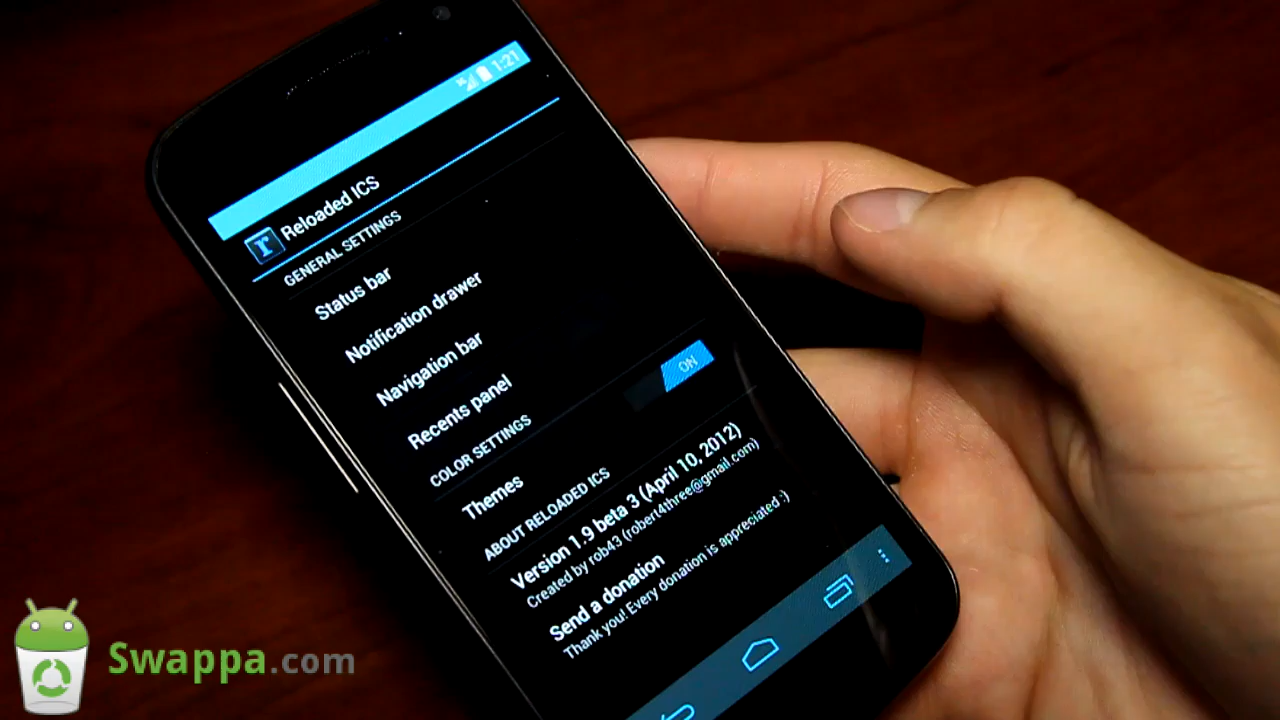 1:21
Reloaded ICS
GENERAL SETTINGS
Status bar
Notification drawer
Navigation bar
Recents panel
ON
COLOR SETTINGS
Themes
ABOUT RELOADED ICS
Version 1.9 beta 3 (April 10, 2012)
Created by rob43 (robert4three@gmail.com)
Send a donation
Thank you! Every donation is appreciated :)
Swappa.com